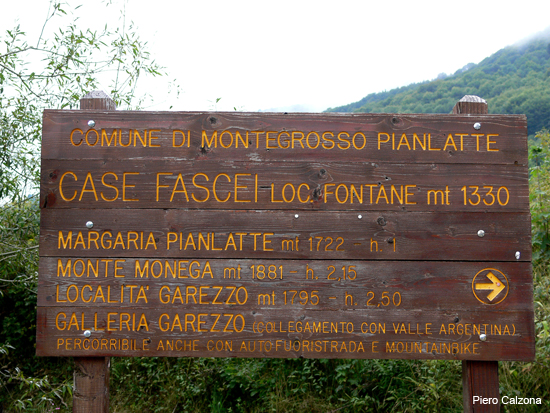 COMUNE DI MONTEGROSSO PIANLATTE
CASE FASCEI LOC. FONTANE mt 1330
MARGARIA PIANLATTE mt 1722 - h. 1
MONTE MONEGA mt 1881 - h. 2,15
LOCALITA' GAREZZO mt 1795 - h. 2,50
GALLERIA GAREZZO (COLLEGAMENTO CON VALLE ARGENTINA)
PERCORRIBILE ANCHE CON AUTO-FUORISTRADA E MOUNTAINBIKE
Piero Calzona